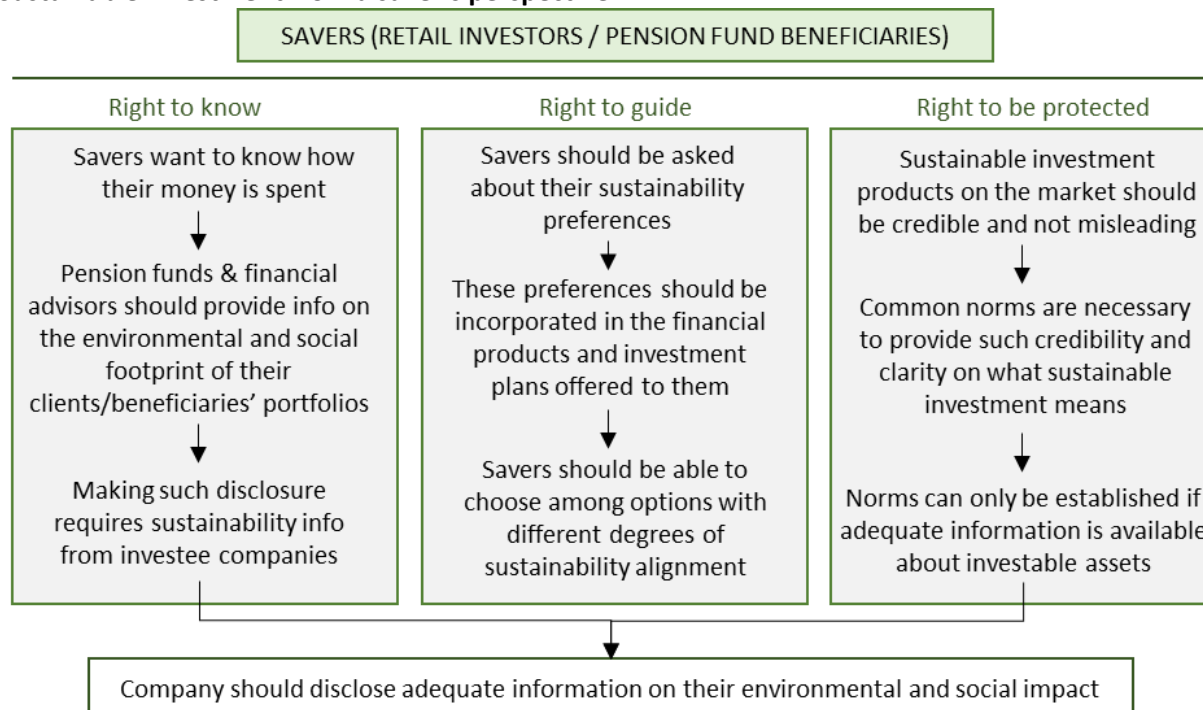 SAVERS (RETAIL INVESTORS / PENSION FUND BENEFICIARIES)
Right to know
Savers want to know how
their money is spent
Pension funds & financial
advisors should provide info on
the environmental and social
footprint of their
clients/beneficiaries’ portfolios
Making such disclosure
requires sustainability info
from investee companies
Right to guide
Savers should be asked
about their sustainability
preferences
These preferences should be
incorporated in the financial
products and investment
plans offered to them
Savers should be able to
choose among options with
different degrees of
sustainability alignment
Right to be protected
Sustainable investment
products on the market should
be credible and not misleading
Common norms are necessary
to provide such credibility and
clarity on what sustainable
investment means
Norms can only be established if
adequate information is available
about investable assets
Company should disclose adequate information on their environmental and social impact